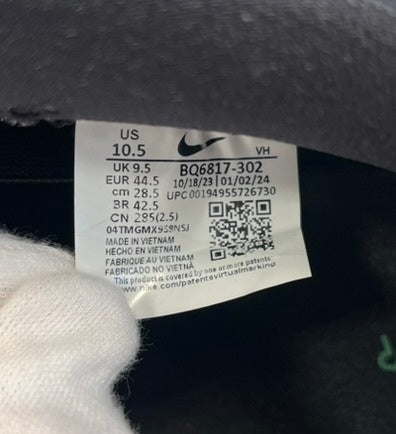 US
10.5 VH
UK 9.5 BQ6817-302
EUR 44.5 10/18/23 | 01/02/24
cm 28.5 UPC 00194955726730
BR 42.5
CN 285(2.5)
04TMGMX9S9NSJ
MADE IN VIETNAM
HECHO EN VIETNAM
FABRIQUE AU VIETNAM
FABRICADO NO VIETNÃ
This product is covered by one or more patents.
www.nike.com/patentsvirtualmarking